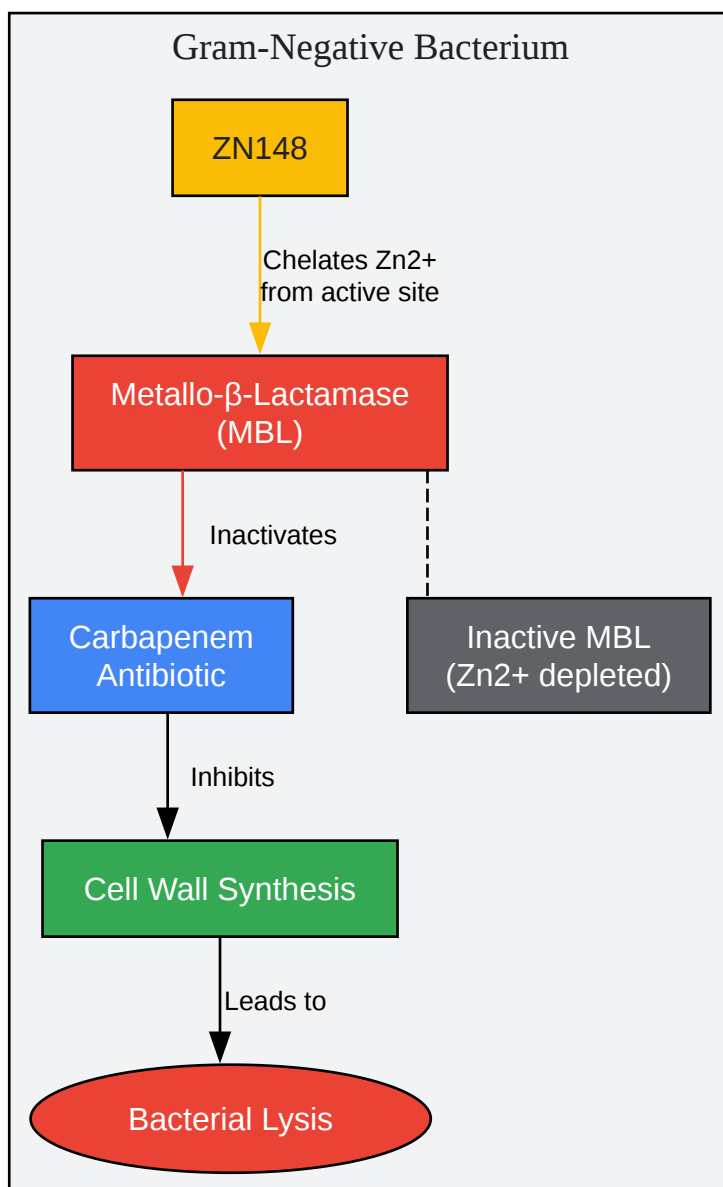 Gram-Negative Bacterium
ZN148
Chelates Zn2+
from active site
Metallo-β-Lactamase
(MBL)
Inactivates
Carbapenem
Antibiotic
Inactive MBL
(Zn2+ depleted)
Inhibits
Cell Wall Synthesis
Leads to
Bacterial Lysis